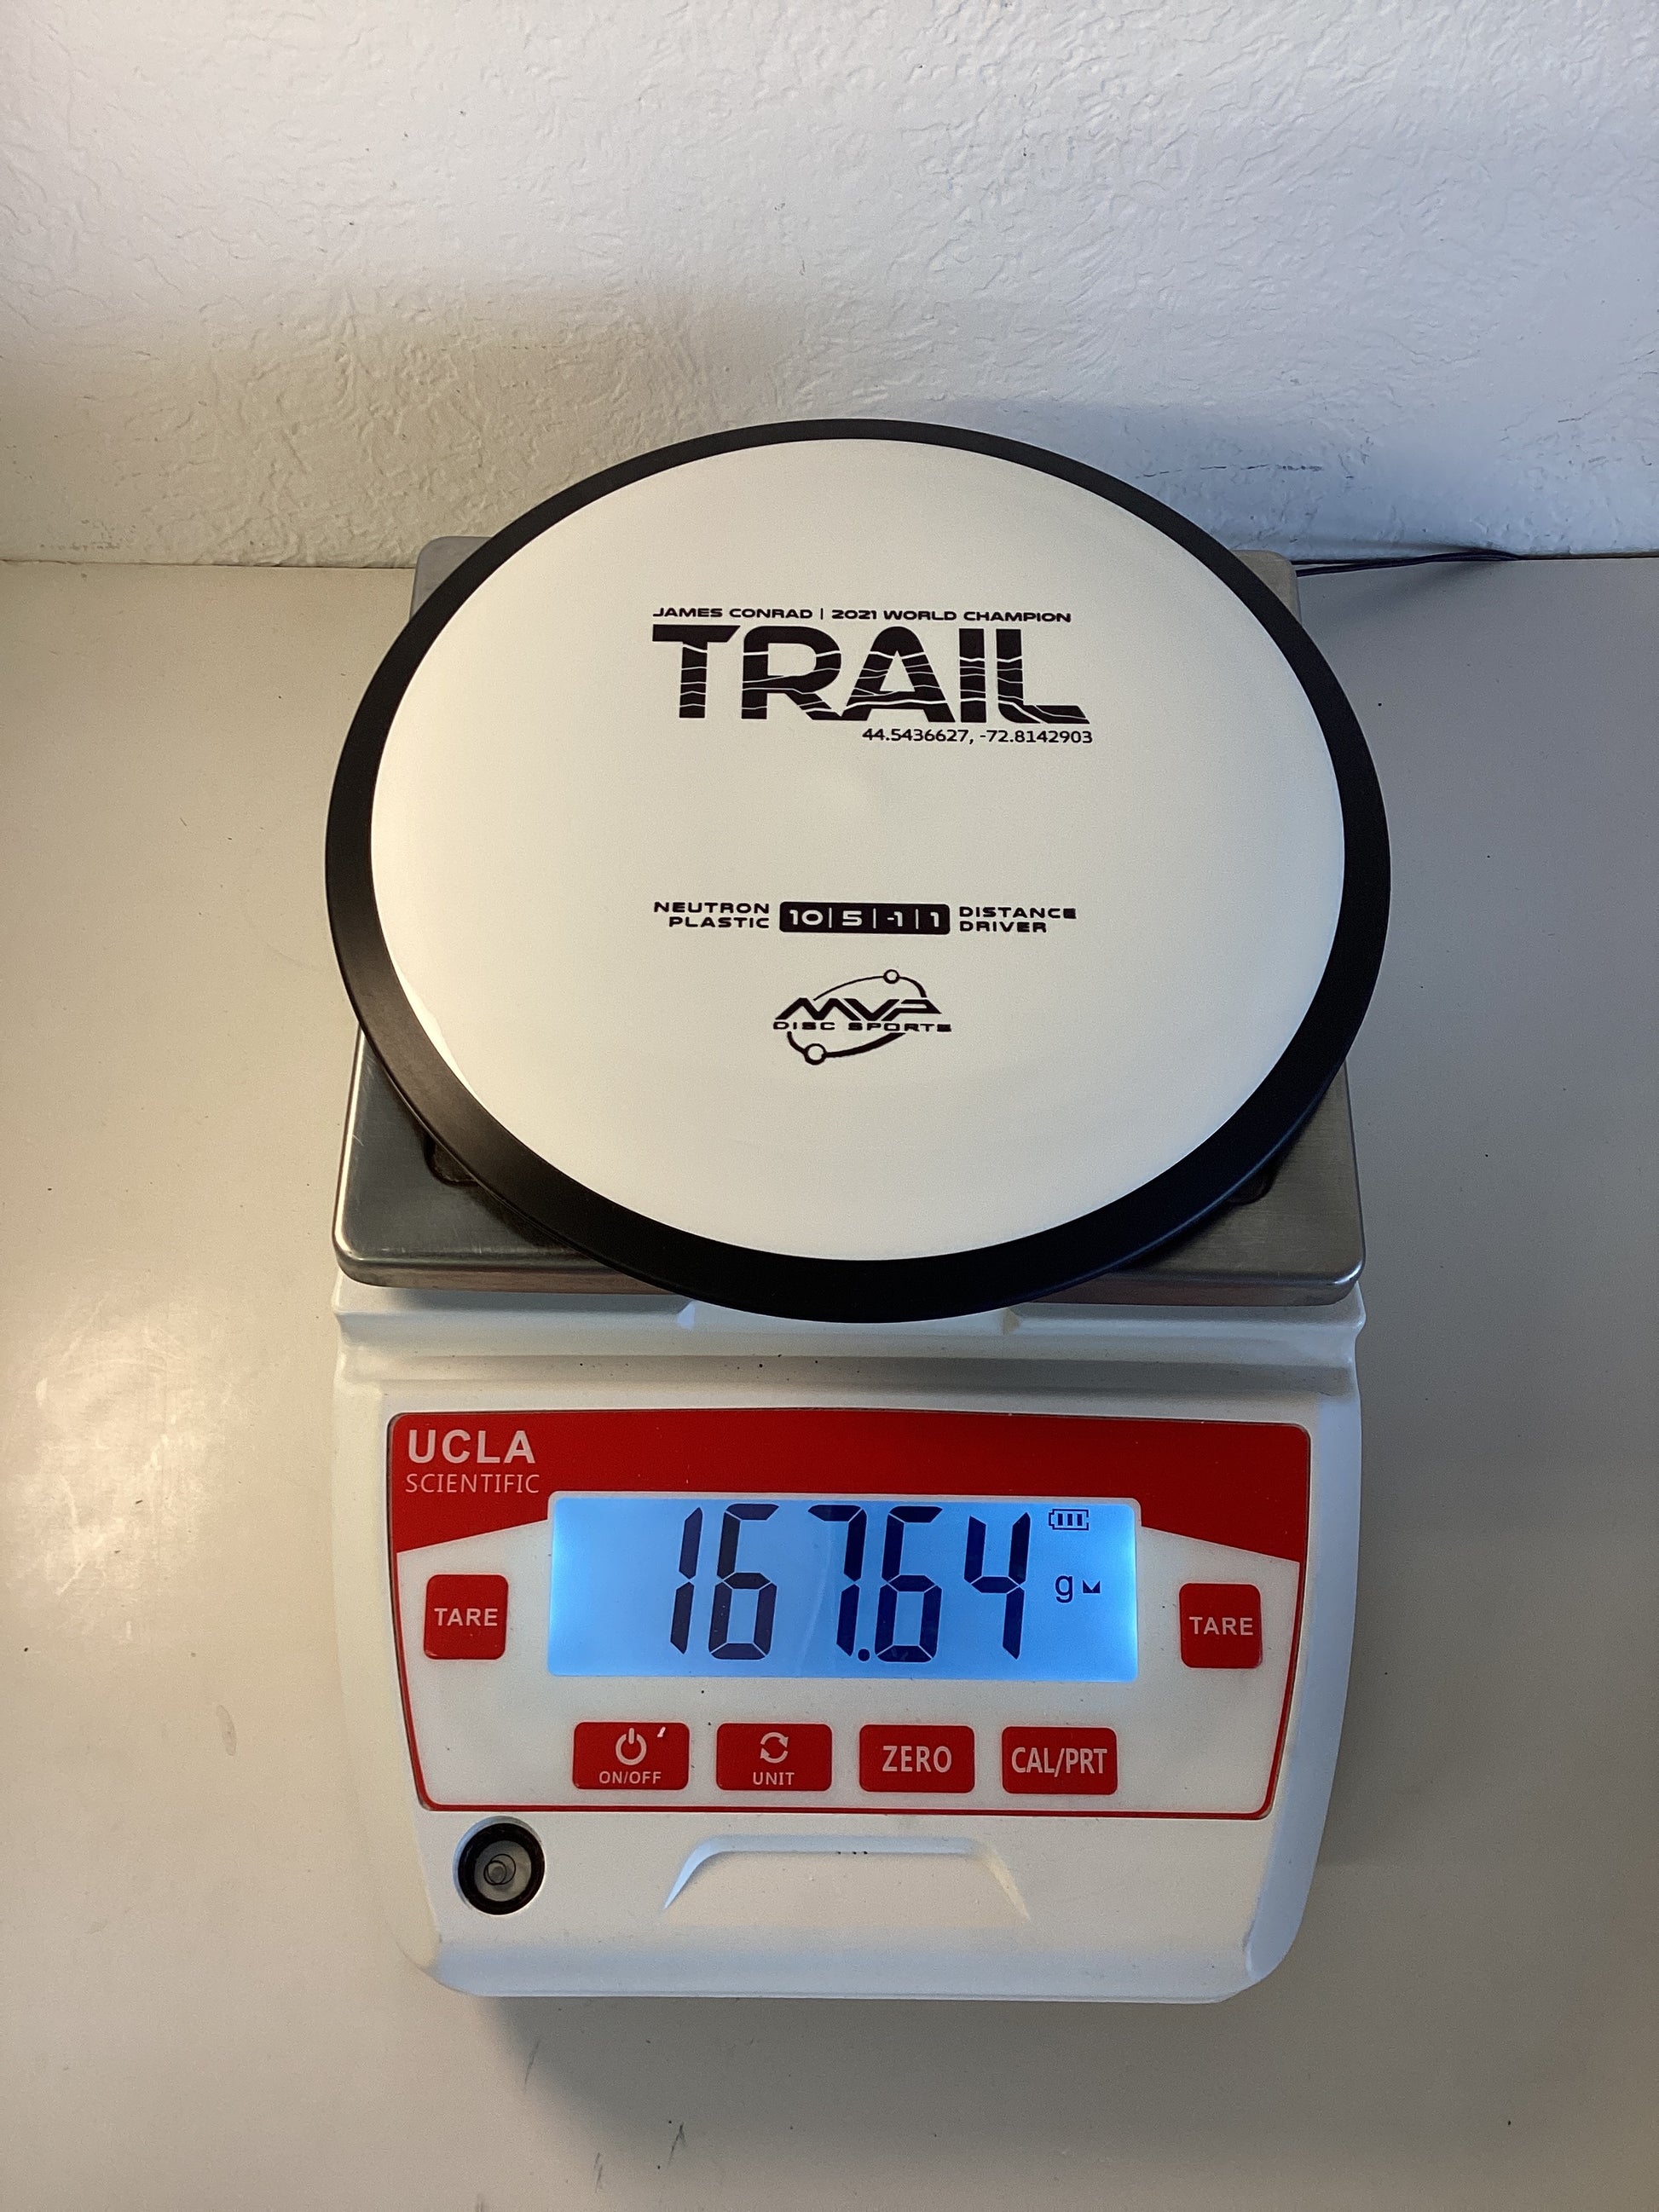 JAMES CONRAD | 2021 WORLD CHAMPION
TRAIL
44.5436627, -72.8142903
NEUTRON PLASTIC
10|5|-1|1
DISTANCE DRIVER
MVP
DISC SPORTS
UCLA
SCIENTIFIC
167.64 g
TARE
TARE
ON/OFF
UNIT
ZERO
CAL/PRT